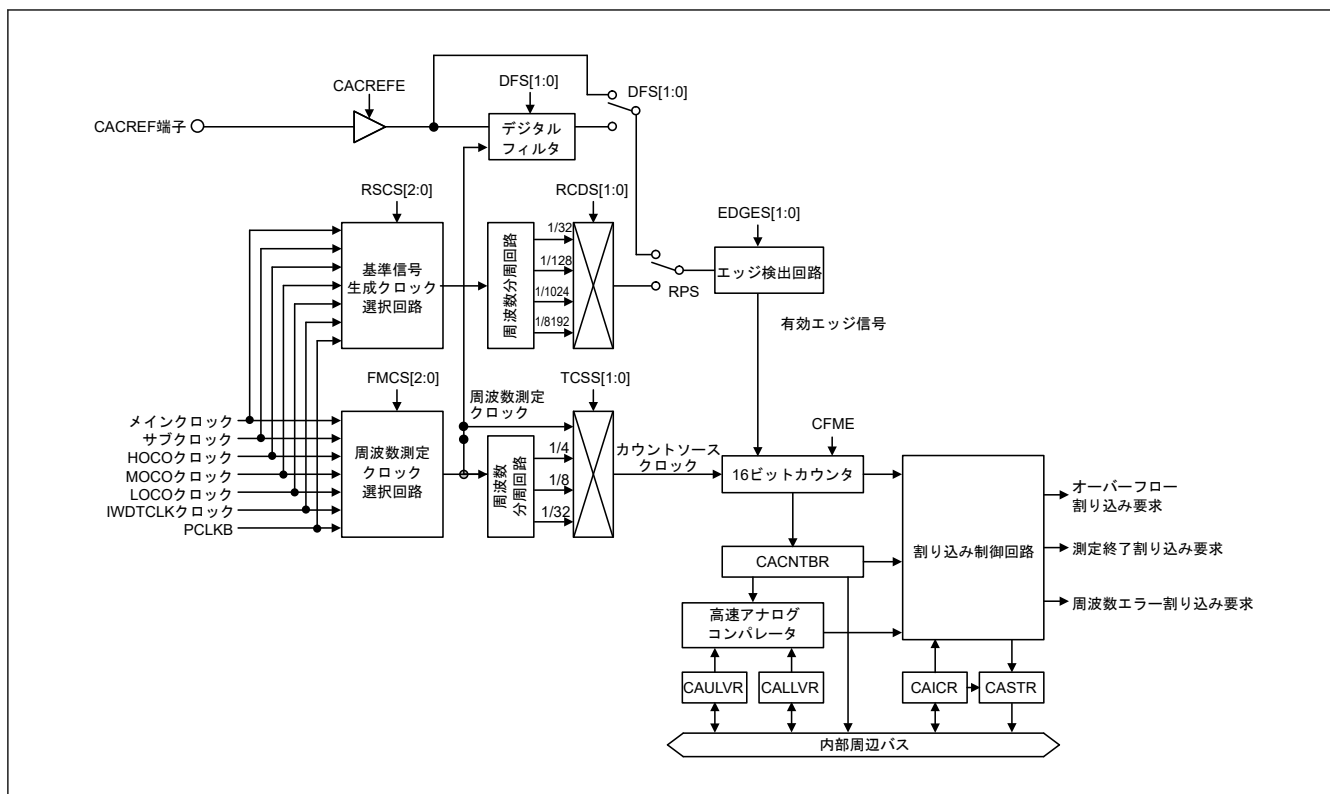 CACREFE
DFS[1:0]
DFS[1:0]
CACREF端子
デジタル
フィルタ
RSCS[2:0]
RCDS[1:0]
EDGES[1:0]
基準信号
生成クロック
選択回路
周波数分周回路
1/32
1/128
1/1024
1/8192
RPS
エッジ検出回路
有効エッジ信号
FMCS[2:0]
周波数測定
クロック
TCSS[1:0]
CFME
メインクロック
サブクロック
HOCOクロック
MOCOクロック
LOCOクロック
IWDTCLKクロック
PCLKB
周波数測定
クロック
選択回路
周波数
分周回路
1/4
1/8
1/32
カウントソース
クロック
16ビットカウンタ
CACNTBR
高速アナログ
コンパレータ
割り込み制御回路
オーバーフロー
割り込み要求
測定終了割り込み要求
周波数エラー割り込み要求
CAULVR
CALLVR
CAICR
CASTR
内部周辺バス